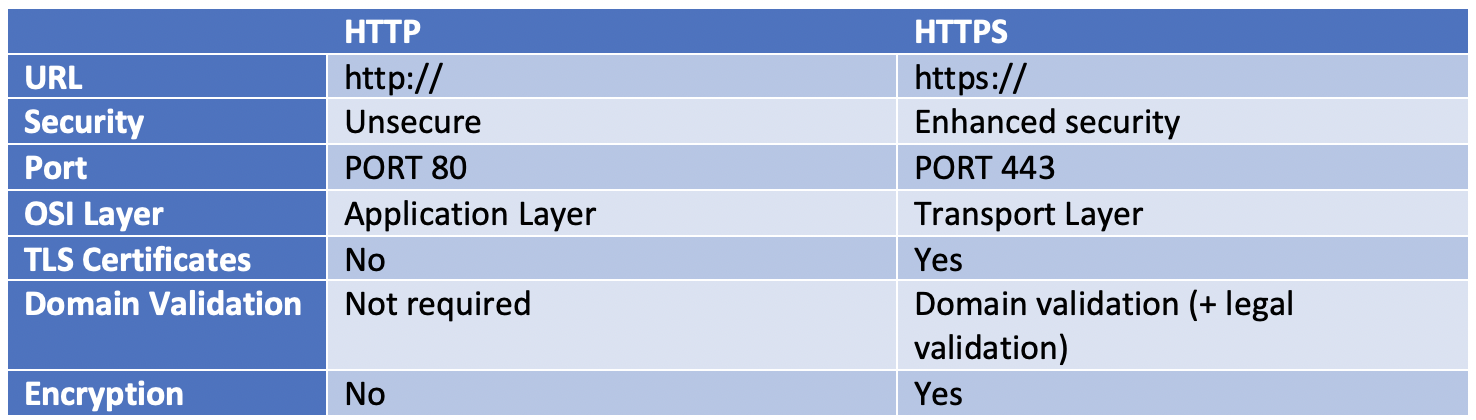 HTTP HTTPS
URL http:// https://
Security Unsecure Enhanced security
Port PORT 80 PORT 443
OSI Layer Application Layer Transport Layer
TLS Certificates No Yes
Domain Validation Not required Domain validation (+ legal
validation)
Encryption No Yes